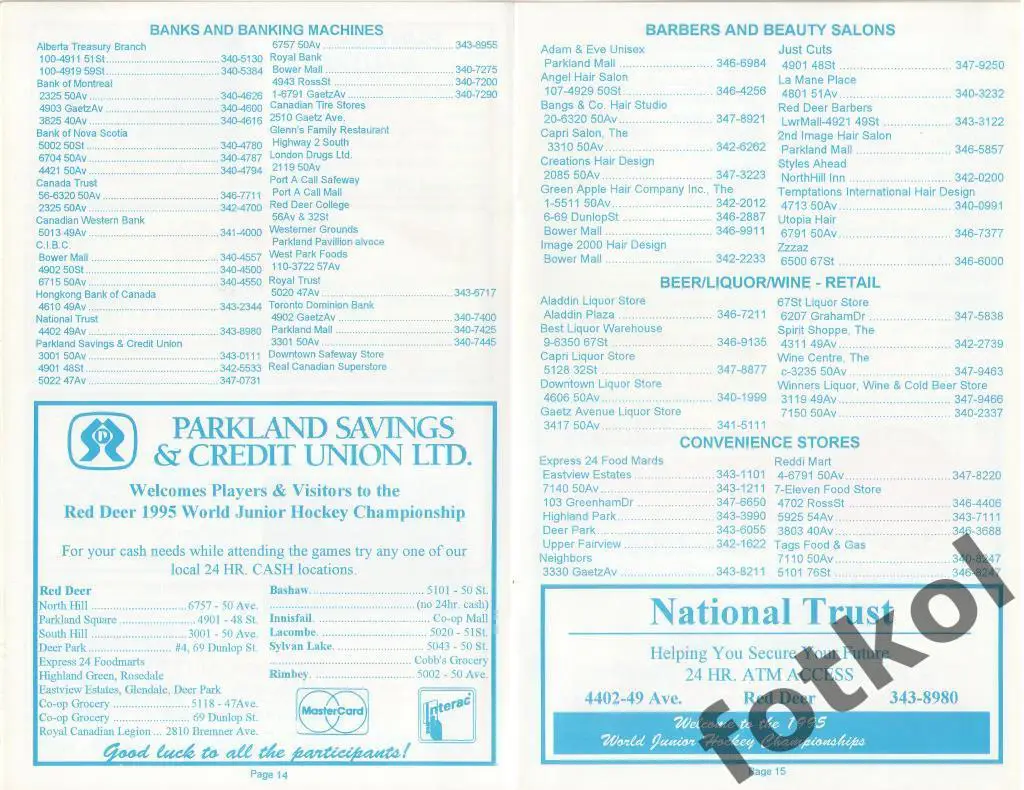 BANKS AND BANKING MACHINES
Alberta Treasury Branch
100-4911 51St ........ 340-5130
100-4919 59St ........ 340-5384
Bank of Montreal
2325 50Av ........ 340-4626
4903 GaetzAv ........ 340-4600
3825 40Av ........ 340-4616
Bank of Nova Scotia
5002 50St ........ 340-4780
6704 50Av ........ 340-4787
4421 50Av ........ 340-4794
Canada Trust
56-6320 50Av ........ 346-7711
2325 50Av ........ 342-4700
Canadian Western Bank
5013 49Av ........ 341-4000
C.I.B.C.
Bower Mall ........ 340-4557
4902 50St ........ 340-4500
6715 50Av ........ 340-4550
Hongkong Bank of Canada
4610 49Av ........ 343-2344
National Trust
4402 49Av ........ 343-8980
Parkland Savings & Credit Union
3001 50Av ........ 343-0111
4901 48St ........ 342-5533
5022 47Av ........ 347-0731
6757 50Av ........ 343-8955
Royal Bank
Bower Mall ........ 340-7275
4943 RossSt ........ 340-7200
1-6791 GaetzAv ........ 340-7290
Canadian Tire Stores
2510 Gaetz Ave.
Glenn's Family Restaurant
Highway 2 South
London Drugs Ltd.
2119 50Av
Port A Call Safeway
Port A Call Mall
Red Deer College
56Av & 32St
Westerner Grounds
Parkland Pavillion alvoce
West Park Foods
110-3722 57Av
Royal Trust
5020 47Av ........ 343-6717
Toronto Dominion Bank
4902 GaetzAv ........ 340-7400
Parkland Mall ........ 340-7425
3301 50Av ........ 340-7445
Downtown Safeway Store
Real Canadian Superstore
PARKLAND SAVINGS
& CREDIT UNION LTD.
Welcomes Players & Visitors to the
Red Deer 1995 World Junior Hockey Championship
For your cash needs while attending the games try any one of our
local 24 HR. CASH locations.
Red Deer
North Hill ........ 6757 - 50 Ave.
Parkland Square ........ 4901 - 48 St.
South Hill ........ 3001 - 50 Ave.
Deer Park ........ #4, 69 Dunlop St.
Express 24 Foodmarts
Highland Green, Rosedale
Eastview Estates, Glendale, Deer Park
Co-op Grocery ........ 5118 - 47Ave.
Co-op Grocery ........ 69 Dunlop St.
Royal Canadian Legion ... 2810 Bremner Ave.
Bashaw ........ 5101 - 50 St.
........ (no 24hr. cash)
Innisfail ........ Co-op Mall
Lacombe ........ 5020 - 51St.
Sylvan Lake ........ 5043 - 50 St.
........ Cobb's Grocery
Rimbey ........ 5002 - 50 Ave.
MasterCard
Interac
Good luck to all the participants!
Page 14
BARBERS AND BEAUTY SALONS
Adam & Eve Unisex
Parkland Mall ........ 346-6984
Angel Hair Salon
107-4929 50St ........ 346-4256
Bangs & Co. Hair Studio
20-6320 50Av ........ 347-8921
Capri Salon, The
3310 50Av ........ 342-6262
Creations Hair Design
2085 50Av ........ 347-3223
Green Apple Hair Company Inc., The
1-5511 50Av ........ 342-2012
6-69 DunlopSt ........ 346-2887
Bower Mall ........ 346-9911
Image 2000 Hair Design
Bower Mall ........ 342-2233
Just Cuts
4901 48St ........ 347-9250
La Mane Place
4801 51Av ........ 340-3232
Red Deer Barbers
LwrMall-4921 49St ........ 343-3122
2nd Image Hair Salon
Parkland Mall ........ 346-5857
Styles Ahead
NorthHill Inn ........ 342-0200
Temptations International Hair Design
4713 50Av ........ 340-0991
Utopia Hair
6791 50Av ........ 346-7377
Zzzaz
6500 67St ........ 346-6000
BEER/LIQUOR/WINE - RETAIL
Aladdin Liquor Store
Aladdin Plaza ........ 346-7211
Best Liquor Warehouse
9-6350 67St ........ 346-9135
Capri Liquor Store
5128 32St ........ 347-8877
Downtown Liquor Store
4606 50Av ........ 340-1999
Gaetz Avenue Liquor Store
3417 50Av ........ 341-5111
67St Liquor Store
6207 GrahamDr ........ 347-5838
Spirit Shoppe, The
4311 49Av ........ 342-2739
Wine Centre, The
c-3235 50Av ........ 347-9463
Winners Liquor, Wine & Cold Beer Store
3119 49Av ........ 347-9466
7150 50Av ........ 340-2337
CONVENIENCE STORES
Express 24 Food Mards
Eastview Estates ........ 343-1101
7140 50Av ........ 343-1211
103 GreenhamDr ........ 347-6650
Highland Park ........ 343-3990
Deer Park ........ 343-6055
Upper Fairview ........ 342-1622
Neighbors
3330 GaetzAv ........ 343-8211
Reddi Mart
4-6791 50Av ........ 347-8220
7-Eleven Food Store
4702 RossSt ........ 346-4406
5925 54Av ........ 343-7111
3803 40Av ........ 346-3688
Tags Food & Gas
7110 50Av ........ 340-8247
5101 76St ........ 346-8247
National Trust
Helping You Secure Your Future
24 HR. ATM ACCESS
4402-49 Ave. Red Deer 343-8980
Welcome to the 1995
World Junior Hockey Championships
Page 15
fotkol